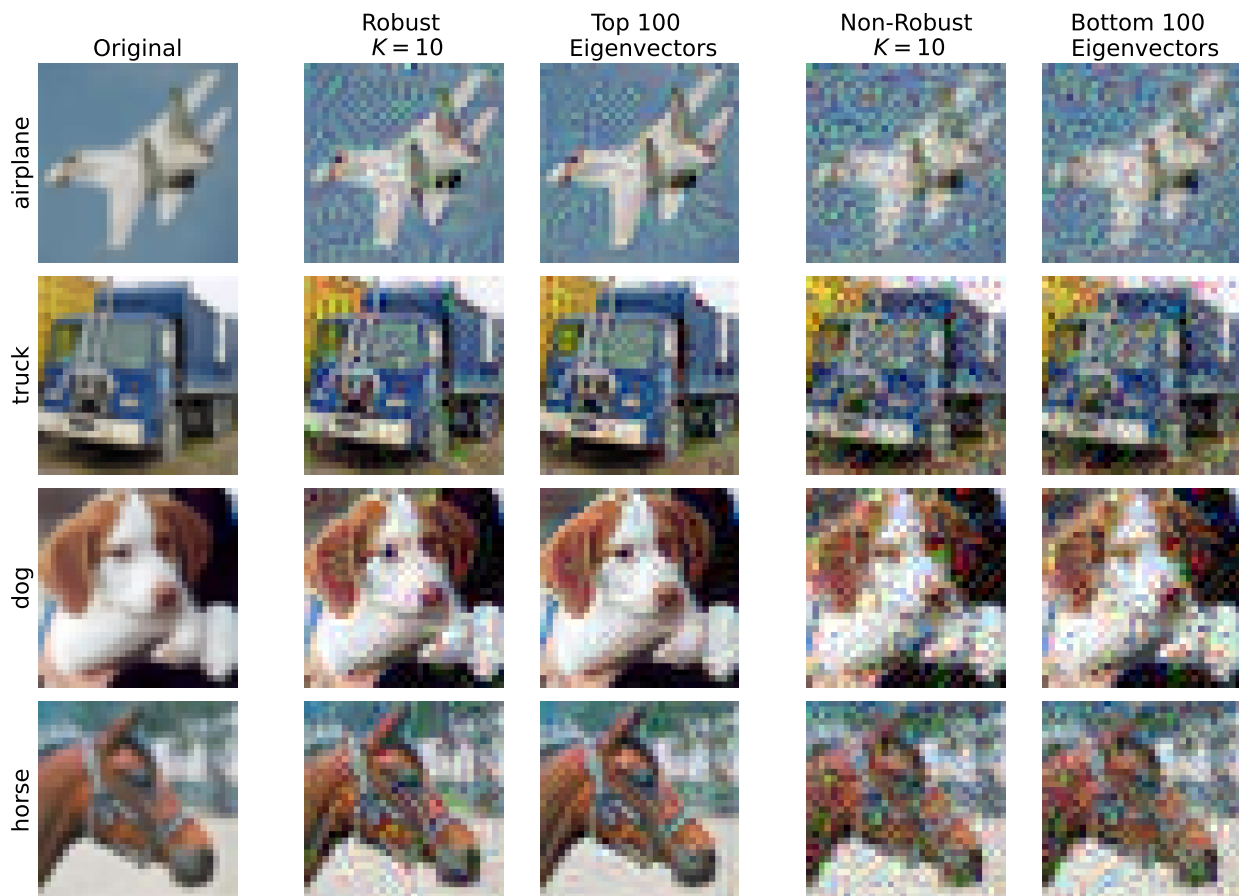 Original
Robust
K = 10
Top 100
Eigenvectors
Non-Robust
K = 10
Bottom 100
Eigenvectors
airplane
truck
dog
horse